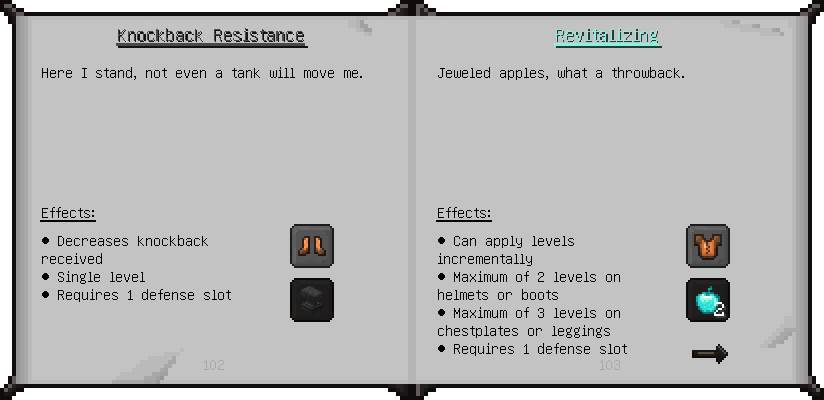 Knockback Resistance
Here I stand, not even a tank will move me.
Effects:
● Decreases knockback
received
● Single level
● Requires 1 defense slot
102
Revitalizing
Jeweled apples, what a throwback.
Effects:
● Can apply levels
incrementally
● Maximum of 2 levels on
helmets or boots
● Maximum of 3 levels on
chestplates or leggings
● Requires 1 defense slot
2
103